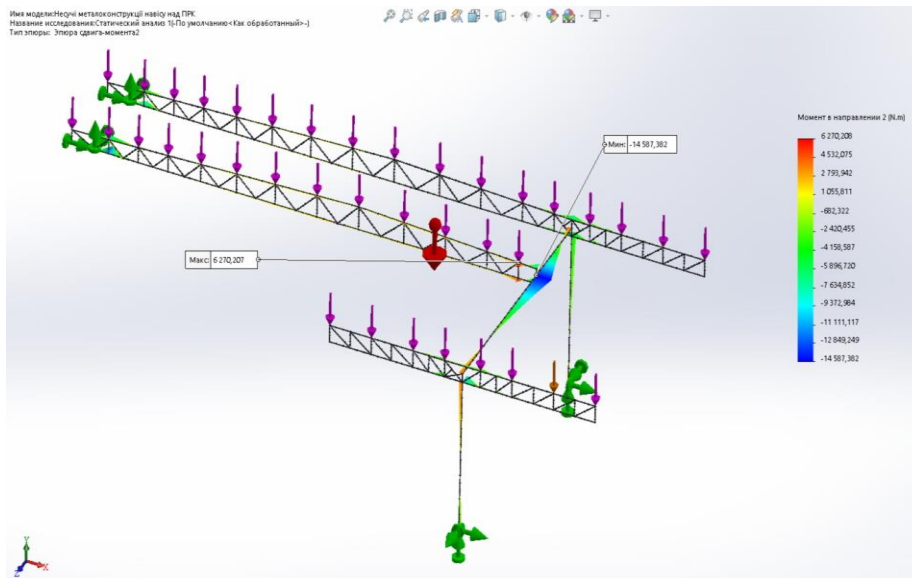 Имя модели:Несучі металоконструкції навісу над ПРК
Название исследования:Статический анализ 1(-По умолчанию<Как обработанный>-)
Тип эпюры: Эпюра сдвига-момента2
Момент в направлении 2 (N.m)
Мин: -14 587,382
6 270,208
4 532,075
2 793,942
1 055,811
-682,322
-2 420,455
-4 158,587
-5 896,720
-7 634,852
-9 372,984
-11 111,117
-12 849,249
-14 587,382
Макс: 6 270,207
Y
X
Z